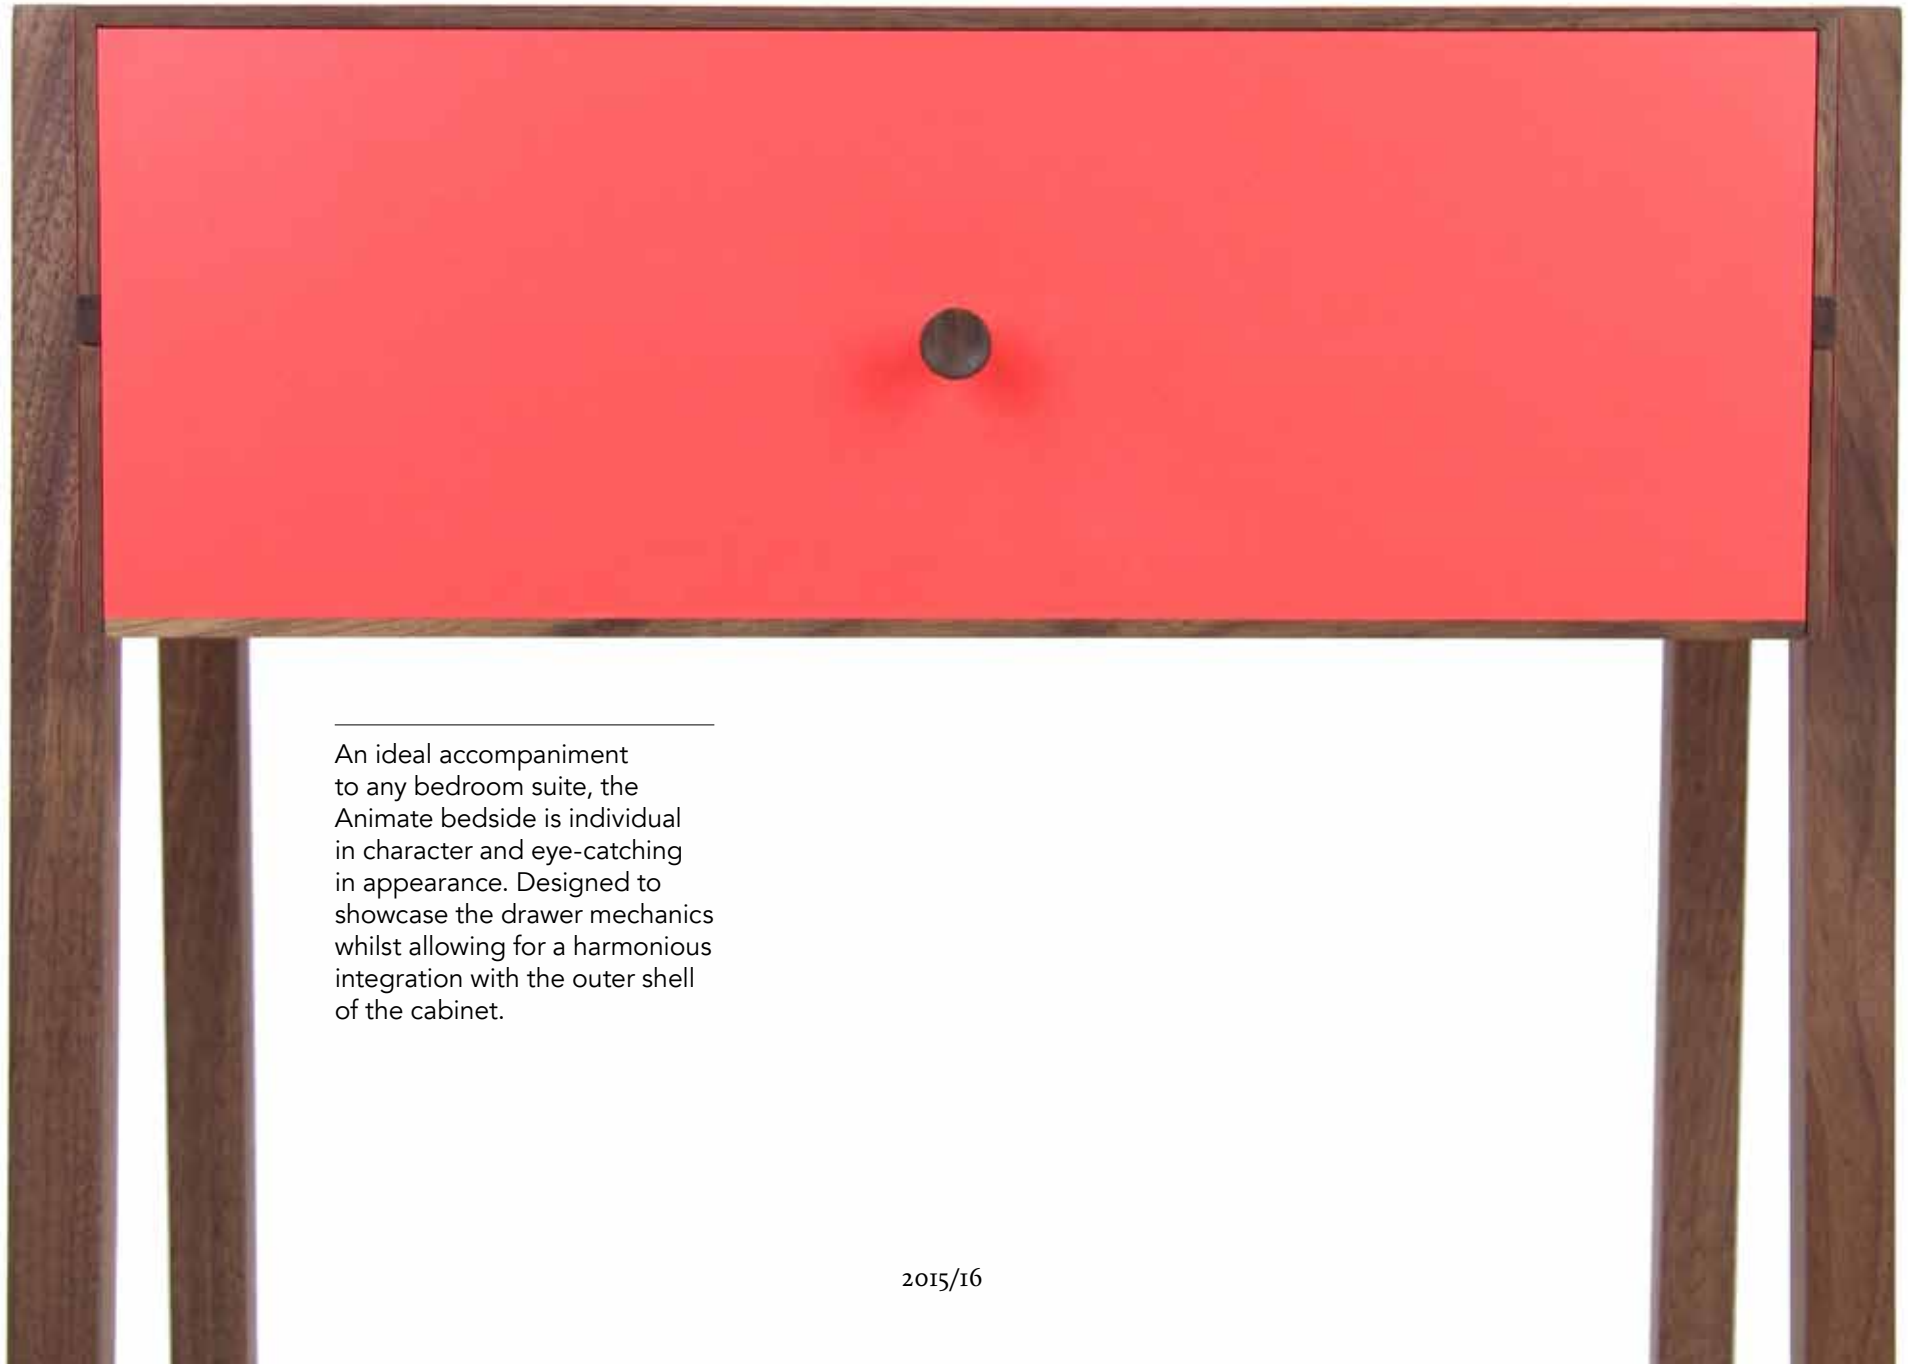 An ideal accompaniment
to any bedroom suite, the
Animate bedside is individual
in character and eye-catching
in appearance. Designed to
showcase the drawer mechanics
whilst allowing for a harmonious
integration with the outer shell
of the cabinet.
2015/16